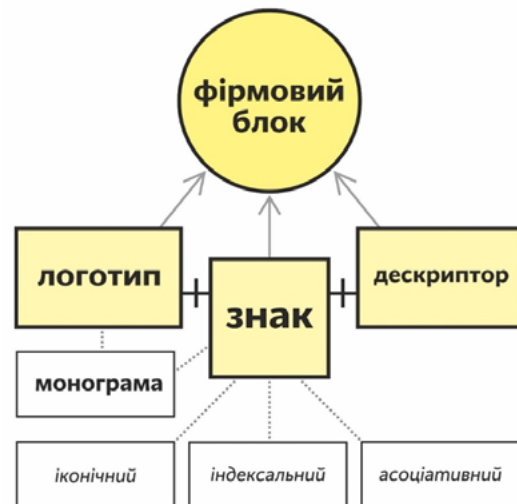 фірмовий
блок
логотип
+
знак
+
дескриптор
монограма
іконічний
індексальний
асоціативний